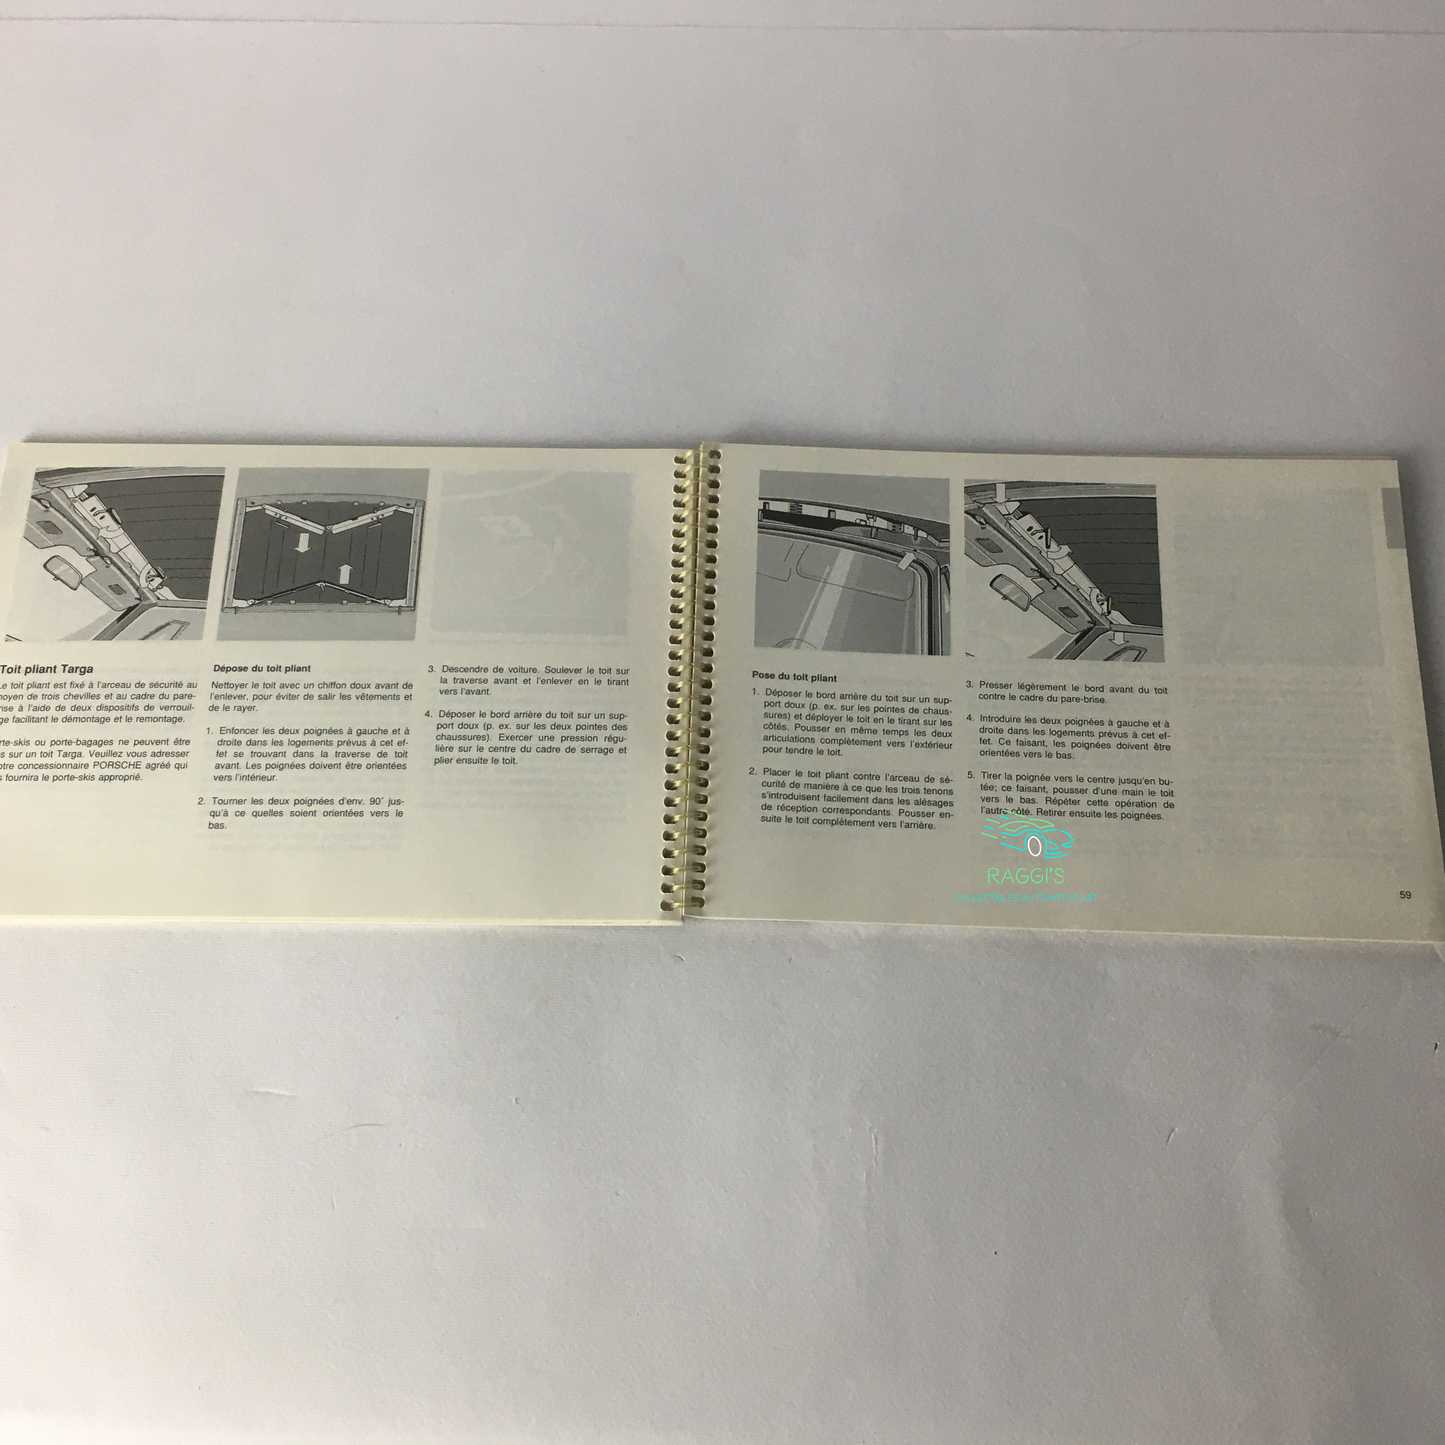 Toit pliant Targa
Le toit pliant est fixé à l'arceau de sécurité au
moyen de trois chevilles et au cadre du pare-
à l'aide de deux dispositifs de verrouil-
facilitant le démontage et le remontage.
ou porte-bagages ne peuvent être
sur un toit Targa. Veuillez vous adresser
concessionnaire PORSCHE agréé qui
fournira le porte-skis approprié.
Dépose du toit pliant
Nettoyer le toit avec un chiffon doux avant de
l'enlever, pour éviter de salir les vêtements et
de le rayer.
1. Enfoncer les deux poignées à gauche et à
droite dans les logements prévus à cet ef-
fet se trouvant dans la traverse de toit
avant. Les poignées doivent être orientées
vers l'intérieur.
2. Tourner les deux poignées d'env. 90° jus-
qu'à ce quelles soient orientées vers le
bas.
3. Descendre de voiture. Soulever le toit sur
la traverse avant et l'enlever en le tirant
vers l'avant.
4. Déposer le bord arrière du toit sur un sup-
port doux (p. ex. sur les deux pointes des
chaussures). Exercer une pression régu-
lière sur le centre du cadre de serrage et
plier ensuite le toit.
Pose du toit pliant
1. Déposer le bord arrière du toit sur un sup-
port doux (p. ex. sur les pointes de chaus-
sures) et déployer le toit en le tirant sur les
côtés. Pousser en même temps les deux
articulations complètement vers l'extérieur
pour tendre le toit.
2. Placer le toit pliant contre l'arceau de sé-
curité de manière à ce que les trois tenons
s'introduisent facilement dans les alésages
de réception correspondants. Pousser en-
suite le toit complètement vers l'arrière.
3. Presser légèrement le bord avant du toit
contre le cadre du pare-brise.
4. Introduire les deux poignées à gauche et à
droite dans les logements prévus à cet ef-
fet. Ce faisant, les poignées doivent être
orientées vers le bas.
5. Tirer la poignée vers le centre jusqu'en bu-
tée; ce faisant, pousser d'une main le toit
vers le bas. Répéter cette opération de
l'autre côté. Retirer ensuite les poignées.
RAGGI'S
59